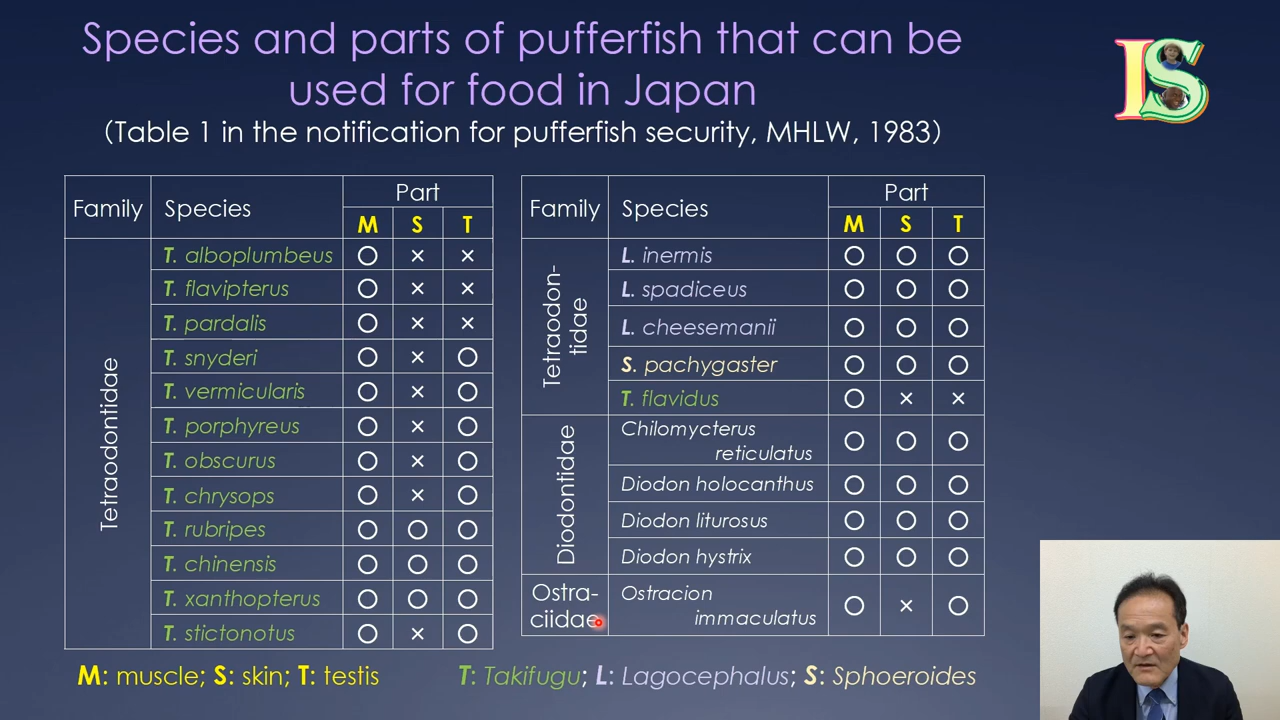 Species and parts of pufferfish that can be
used for food in Japan
(Table 1 in the notification for pufferfish security, MHLW, 1983)
IS
Family Species Part
M S T
Tetraodontidae
T. alboplumbeus ○ × ×
T. flavipterus ○ × ×
T. pardalis ○ × ×
T. snyderi ○ × ○
T. vermicularis ○ × ○
T. porphyreus ○ × ○
T. obscurus ○ × ○
T. chrysops ○ × ○
T. rubripes ○ ○ ○
T. chinensis ○ ○ ○
T. xanthopterus ○ ○ ○
T. stictonotus ○ × ○
Family Species Part
M S T
Tetraodon-
tidae
L. inermis ○ ○ ○
L. spadiceus ○ ○ ○
L. cheesemanii ○ ○ ○
S. pachygaster ○ ○ ○
T. flavidus ○ × ×
Diodontidae
Chilomycterus
reticulatus ○ ○ ○
Diodon holocanthus ○ ○ ○
Diodon liturosus ○ ○ ○
Diodon hystrix ○ ○ ○
Ostra-
ciidae
Ostracion
immaculatus ○ × ○
M: muscle; S: skin; T: testis
T: Takifugu; L: Lagocephalus; S: Sphoeroides